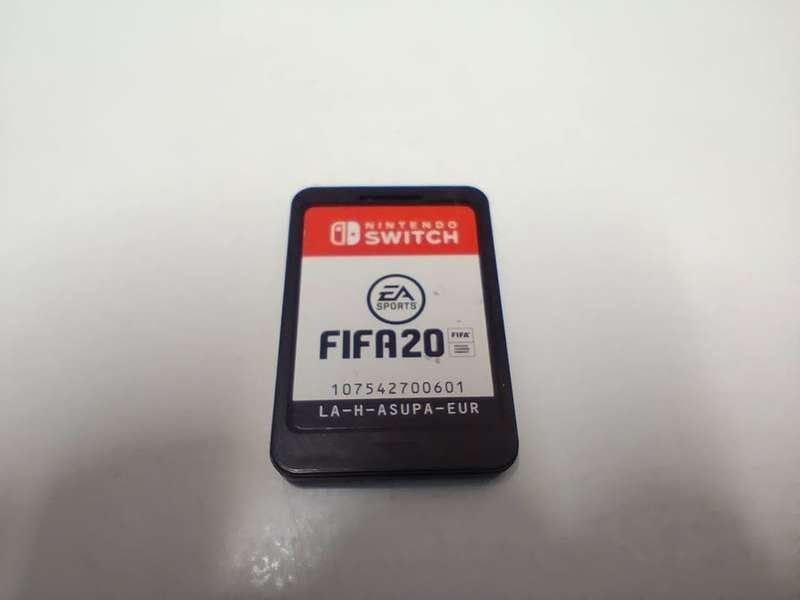 NINTENDO
SWITCH
EA
SPORTS
FIFA20
FIFA
107542700601
LA-H-ASUPA-EUR